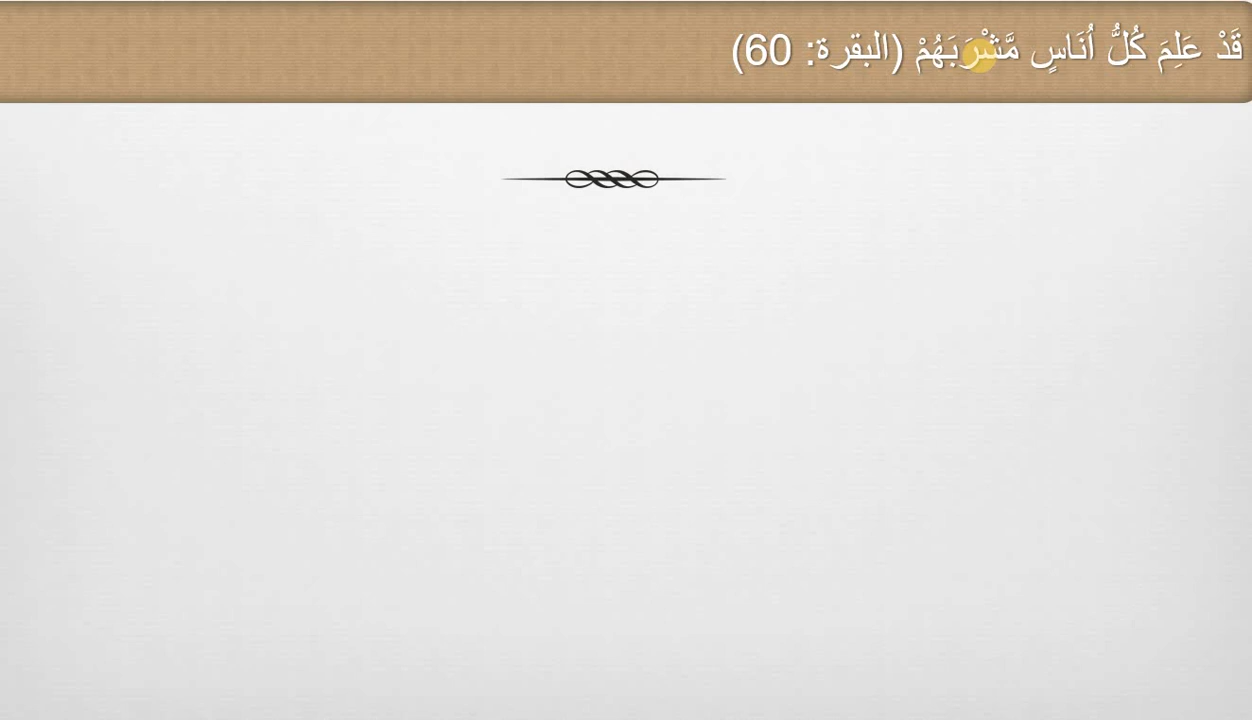 قَدْ عَلِمَ كُلُّ أُنَاسٍ مَّشْرَبَهُمْ (البقرة: 60)